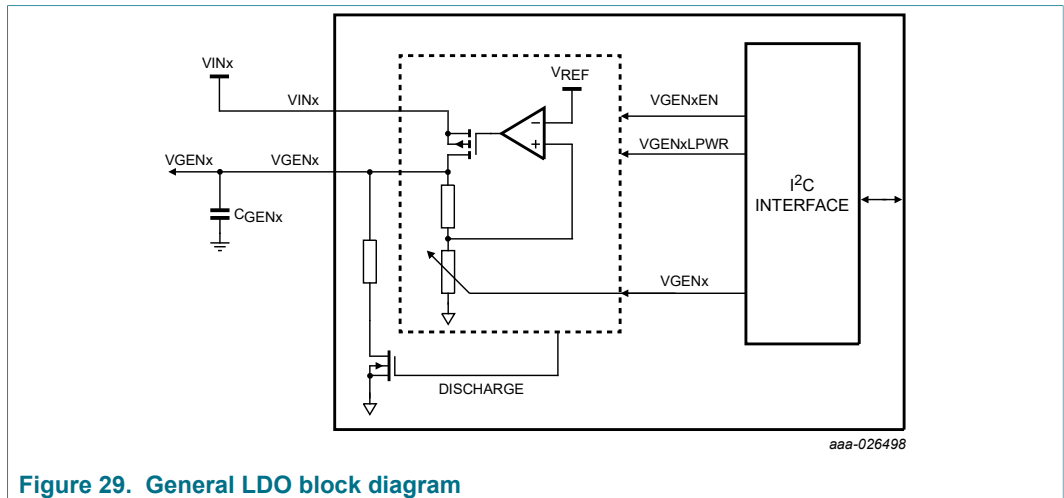 VINx
VREF
VINx
VGENxEN
VGENx
VGENx
VGENxLPWR
I2C
INTERFACE
CGENx
VGENx
DISCHARGE
aaa-026498
Figure 29. General LDO block diagram